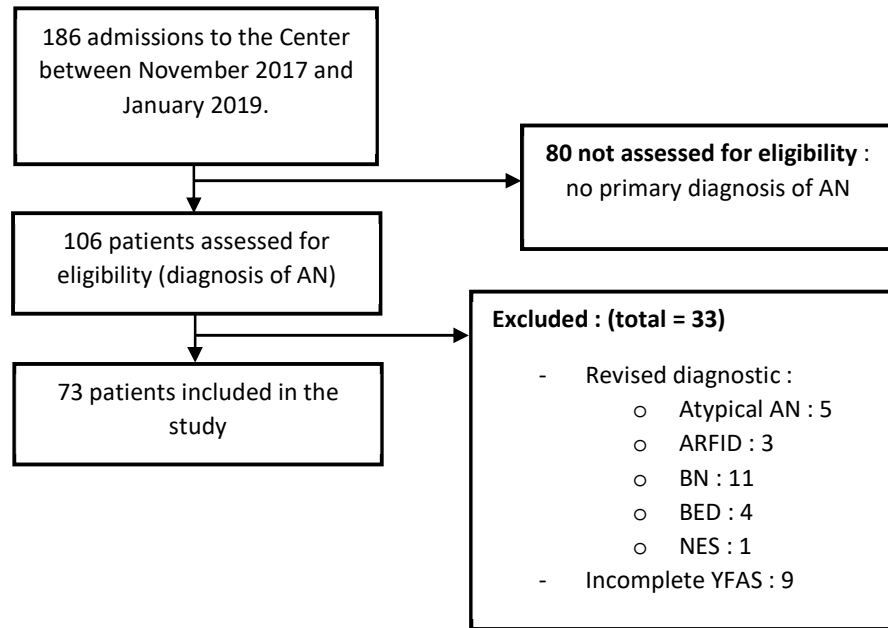 186 admissions to the Center
between November 2017 and
January 2019.
80 not assessed for eligibility :
no primary diagnosis of AN
106 patients assessed for
eligibility (diagnosis of AN)
Excluded : (total = 33)
- Revised diagnostic :
o Atypical AN : 5
o ARFID : 3
o BN : 11
o BED : 4
o NES : 1
- Incomplete YFAS : 9
73 patients included in the
study